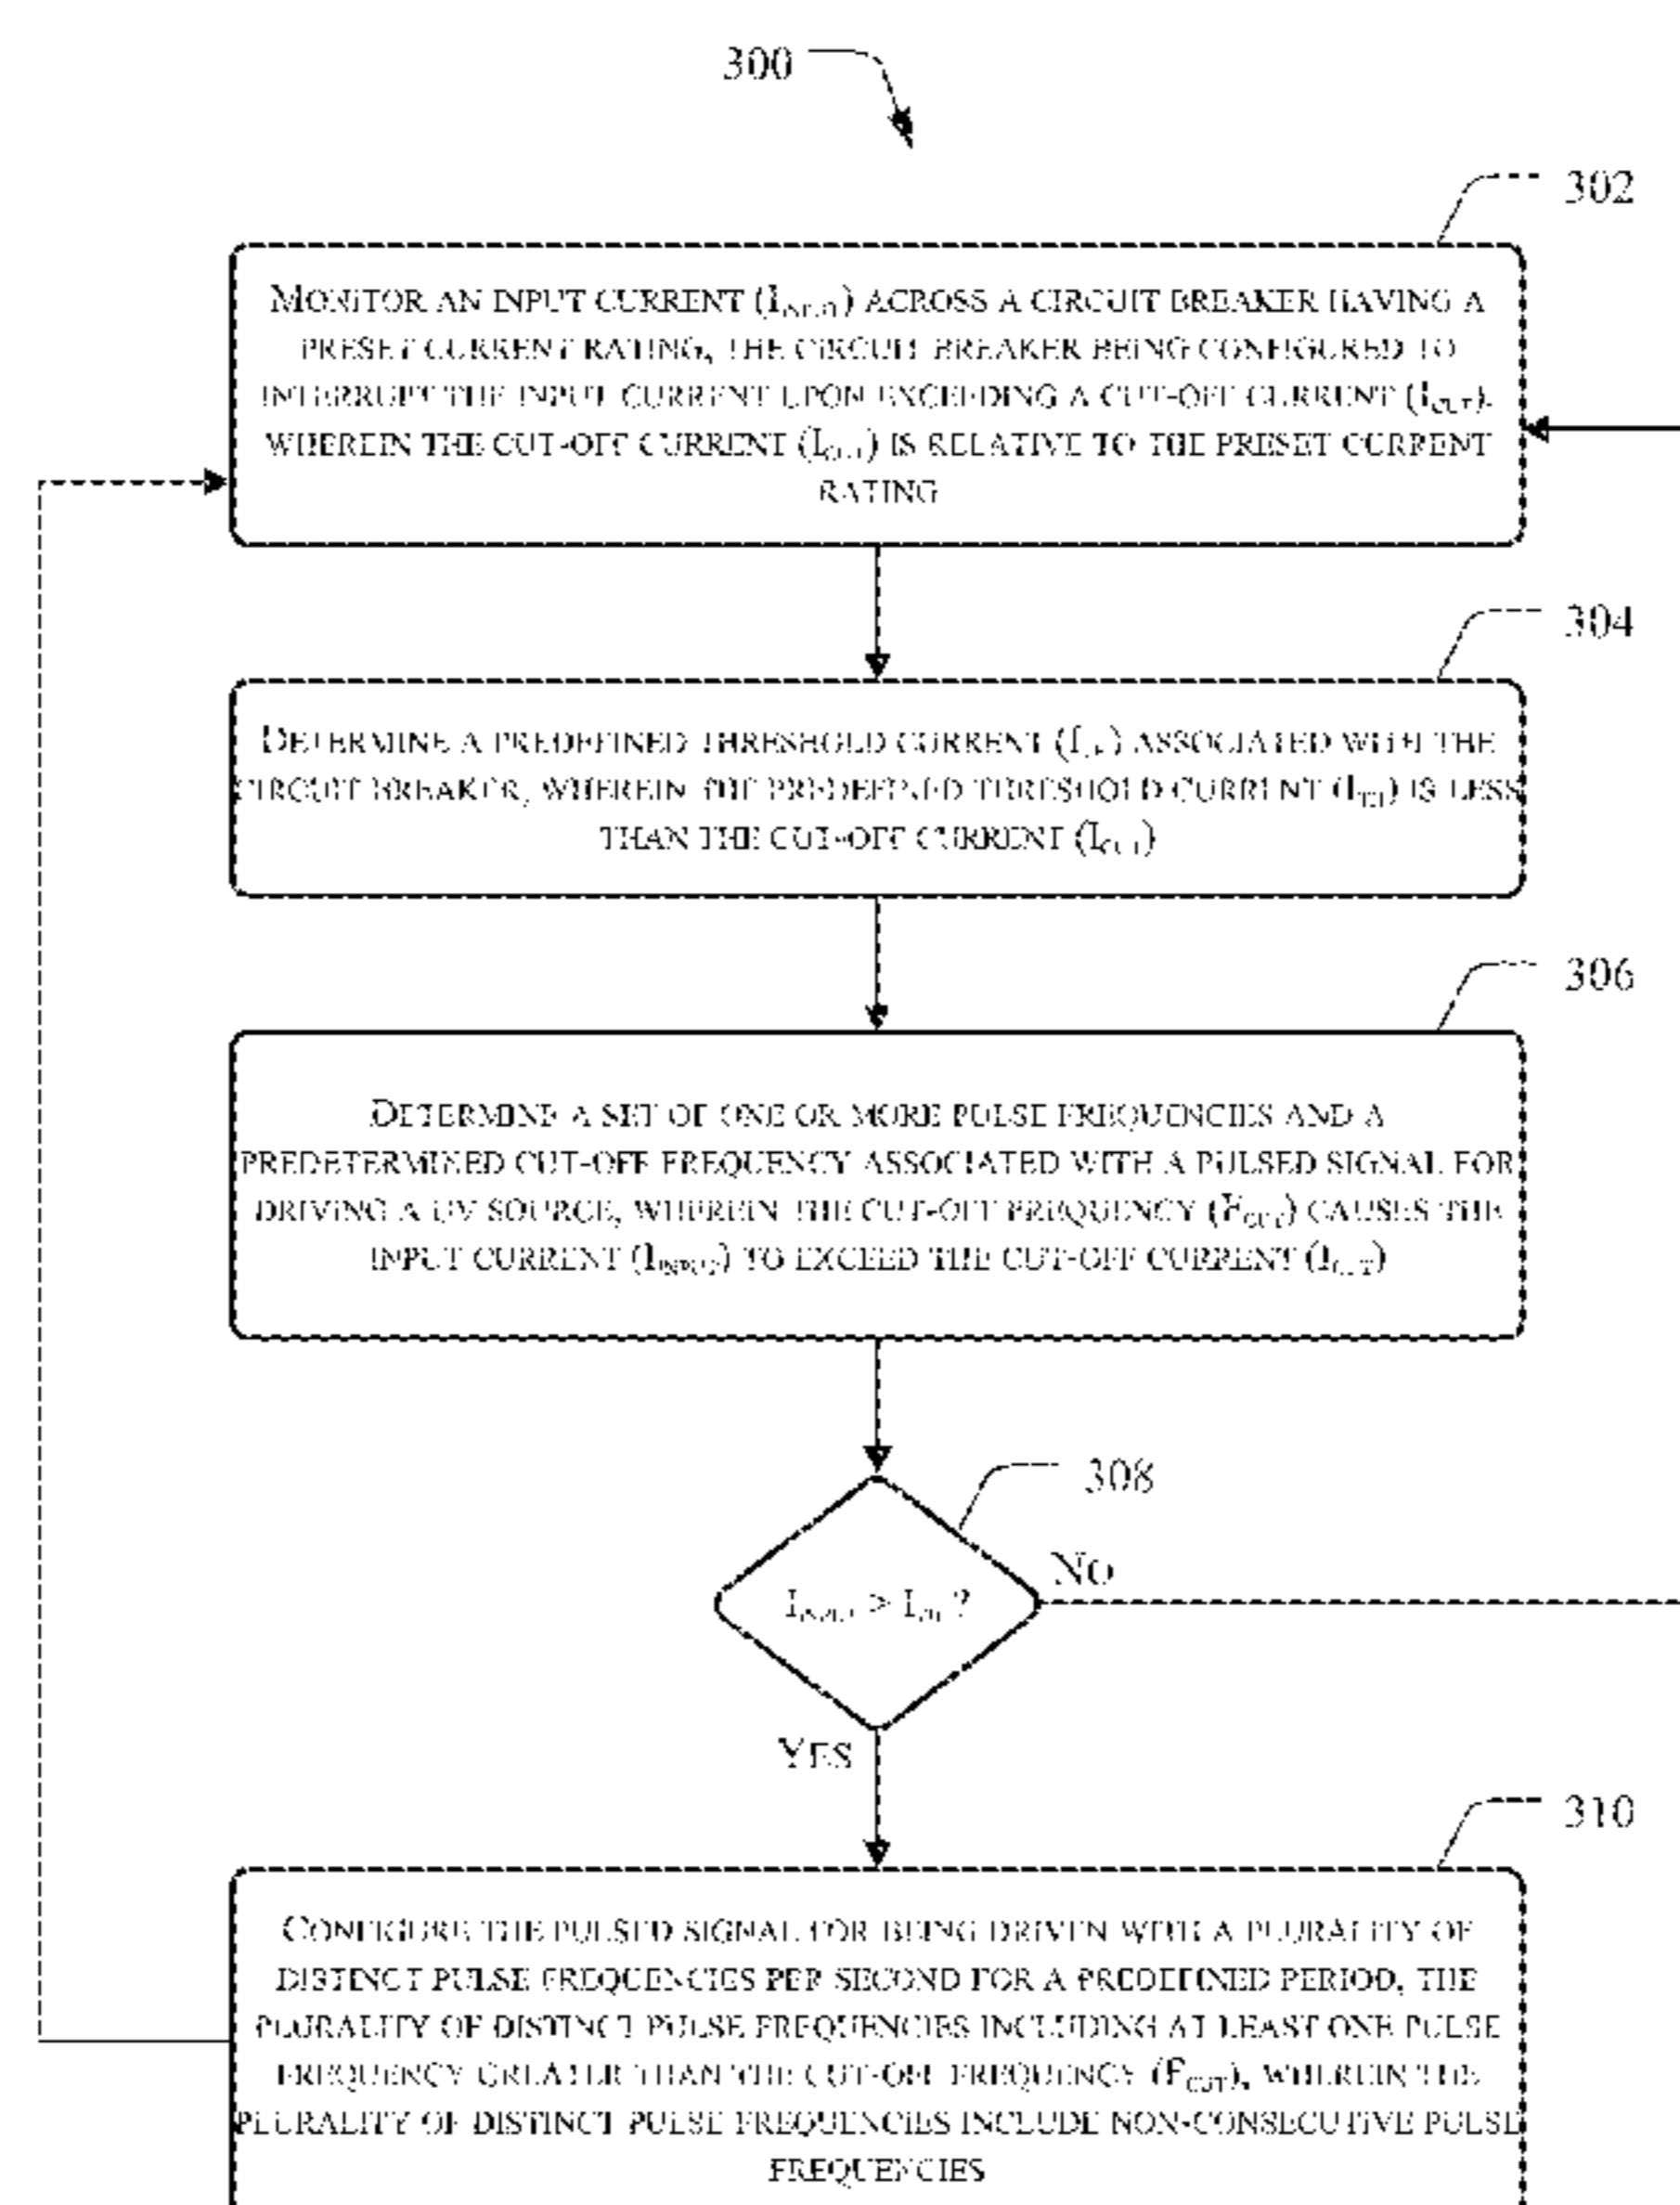 300
302
MONITOR AN INPUT CURRENT (I_INPUT) ACROSS A CIRCUIT BREAKER HAVING A
PRESET CURRENT RATING, THE CIRCUIT BREAKER BEING CONFIGURED TO
INTERRUPT THE INPUT CURRENT UPON EXCEEDING A CUT-OFF CURRENT (I_CUT),
WHEREIN THE CUT-OFF CURRENT (I_CUT) IS RELATIVE TO THE PRESET CURRENT
RATING
304
DETERMINE A PREDEFINED THRESHOLD CURRENT (I_TH) ASSOCIATED WITH THE
CIRCUIT BREAKER, WHEREIN THE PREDEFINED THRESHOLD CURRENT (I_TH) IS LESS
THAN THE CUT-OFF CURRENT (I_CUT)
306
DETERMINE A SET OF ONE OR MORE PULSE FREQUENCIES AND A
PREDETERMINED CUT-OFF FREQUENCY ASSOCIATED WITH A PULSED SIGNAL FOR
DRIVING A UV SOURCE, WHEREIN THE CUT-OFF FREQUENCY (F_CUT) CAUSES THE
INPUT CURRENT (I_INPUT) TO EXCEED THE CUT-OFF CURRENT (I_CUT)
308
NO
I_INPUT > I_TH ?
YES
310
CONFIGURE THE PULSED SIGNAL FOR BEING DRIVEN WITH A PLURALITY OF
DISTINCT PULSE FREQUENCIES PER SECOND FOR A PREDEFINED PERIOD, THE
PLURALITY OF DISTINCT PULSE FREQUENCIES INCLUDING AT LEAST ONE PULSE
FREQUENCY GREATER THAN THE CUT-OFF FREQUENCY (F_CUT), WHEREIN THE
PLURALITY OF DISTINCT PULSE FREQUENCIES INCLUDE NON-CONSECUTIVE PULSE
FREQUENCIES